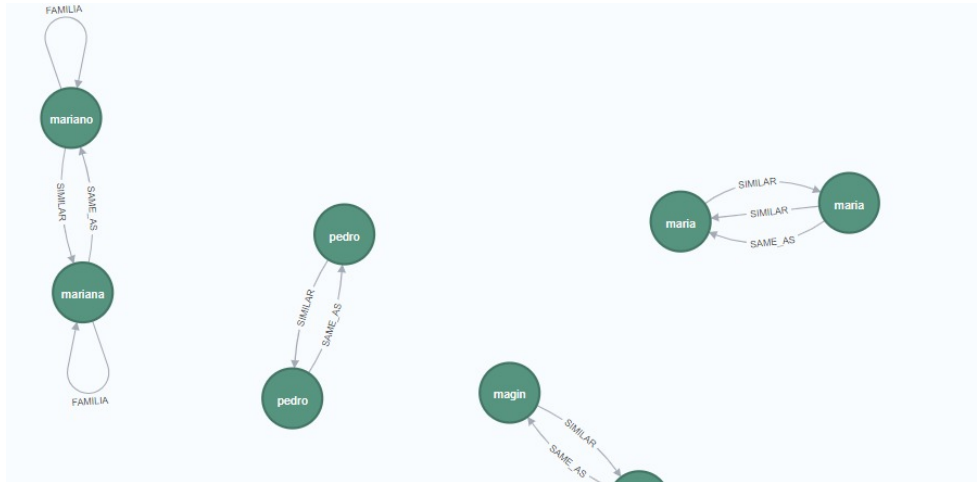 FAMILIA
mariano
SIMILAR
SAME_AS
mariana
FAMILIA
pedro
SIMILAR
SAME_AS
pedro
maria
SIMILAR
SIMILAR
SAME_AS
maria
magin
SIMILAR
SAME_AS